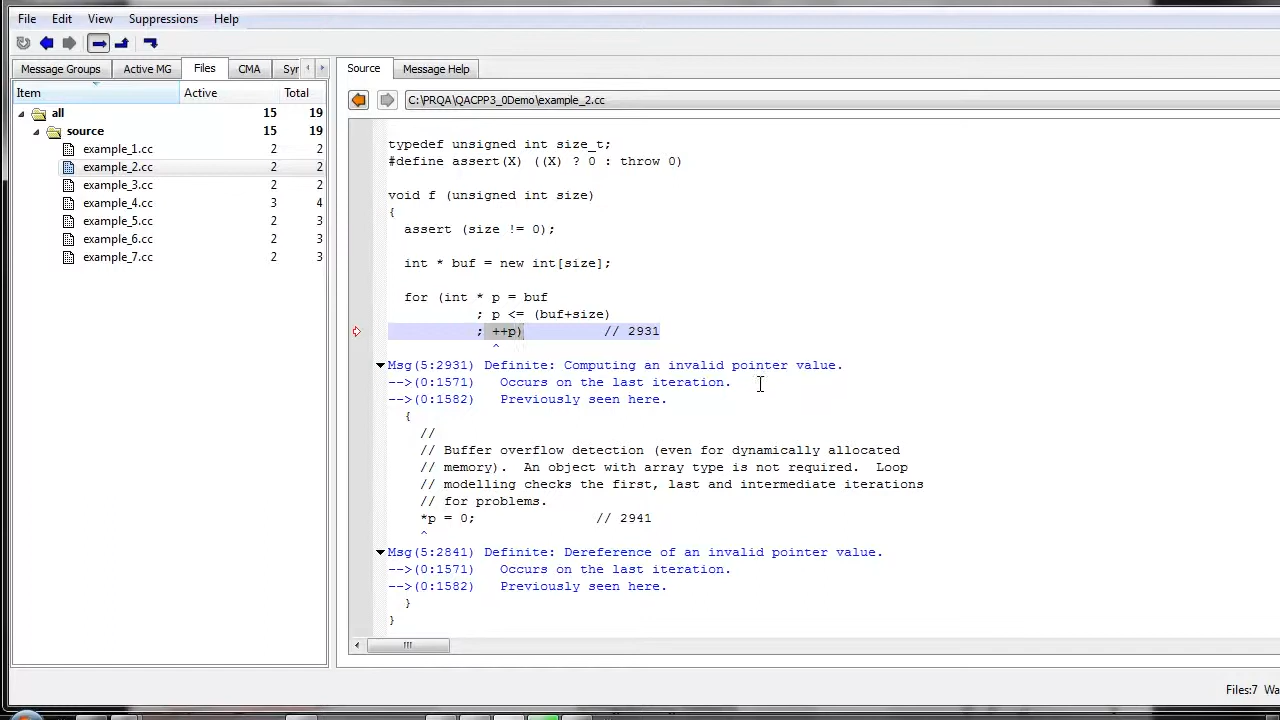 File Edit View Suppressions Help
Message Groups Active MG Files CMA Syr
Item Active Total
all 15 19
source 15 19
example_1.cc 2 2
example_2.cc 2 2
example_3.cc 2 2
example_4.cc 3 4
example_5.cc 2 3
example_6.cc 2 3
example_7.cc 2 3
Source Message Help
C:\PRQA\QACPP3_0Demo\example_2.cc
typedef unsigned int size_t;
#define assert(X) ((X) ? 0 : throw 0)
void f (unsigned int size)
{
assert (size != 0);
int * buf = new int[size];
for (int * p = buf
; p <= (buf+size)
; ++p) // 2931
^
Msg(5:2931) Definite: Computing an invalid pointer value.
-->(0:1571) Occurs on the last iteration.
-->(0:1582) Previously seen here.
{
//
// Buffer overflow detection (even for dynamically allocated
// memory). An object with array type is not required. Loop
// modelling checks the first, last and intermediate iterations
// for problems.
*p = 0; // 2941
^
Msg(5:2841) Definite: Dereference of an invalid pointer value.
-->(0:1571) Occurs on the last iteration.
-->(0:1582) Previously seen here.
}
}
Files:7 Wa